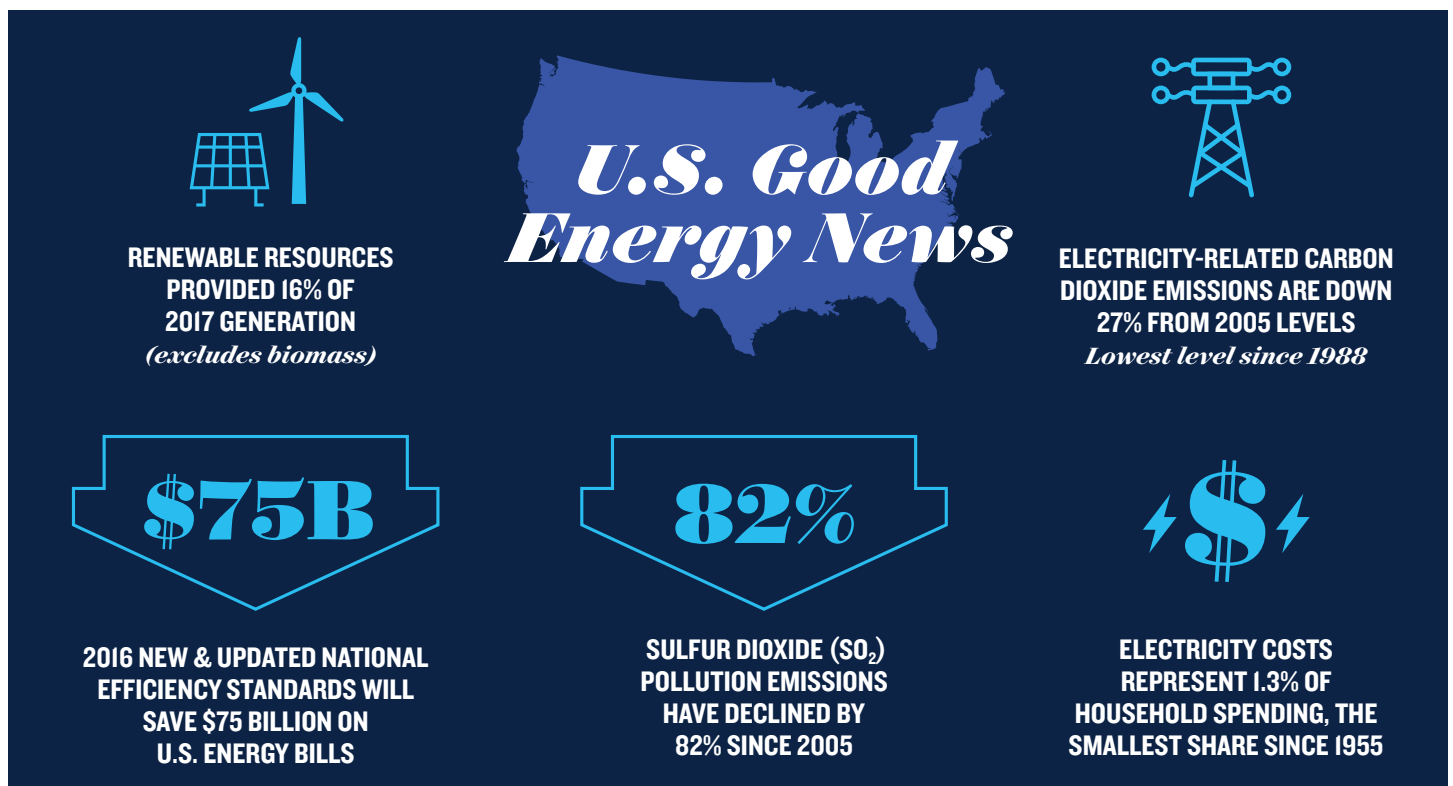 U.S. Good
Energy News
RENEWABLE RESOURCES
PROVIDED 16% OF
2017 GENERATION
(excludes biomass)
ELECTRICITY-RELATED CARBON
DIOXIDE EMISSIONS ARE DOWN
27% FROM 2005 LEVELS
Lowest level since 1988
$75B
2016 NEW & UPDATED NATIONAL
EFFICIENCY STANDARDS WILL
SAVE $75 BILLION ON
U.S. ENERGY BILLS
82%
SULFUR DIOXIDE (SO₂)
POLLUTION EMISSIONS
HAVE DECLINED BY
82% SINCE 2005
$
ELECTRICITY COSTS
REPRESENT 1.3% OF
HOUSEHOLD SPENDING, THE
SMALLEST SHARE SINCE 1955